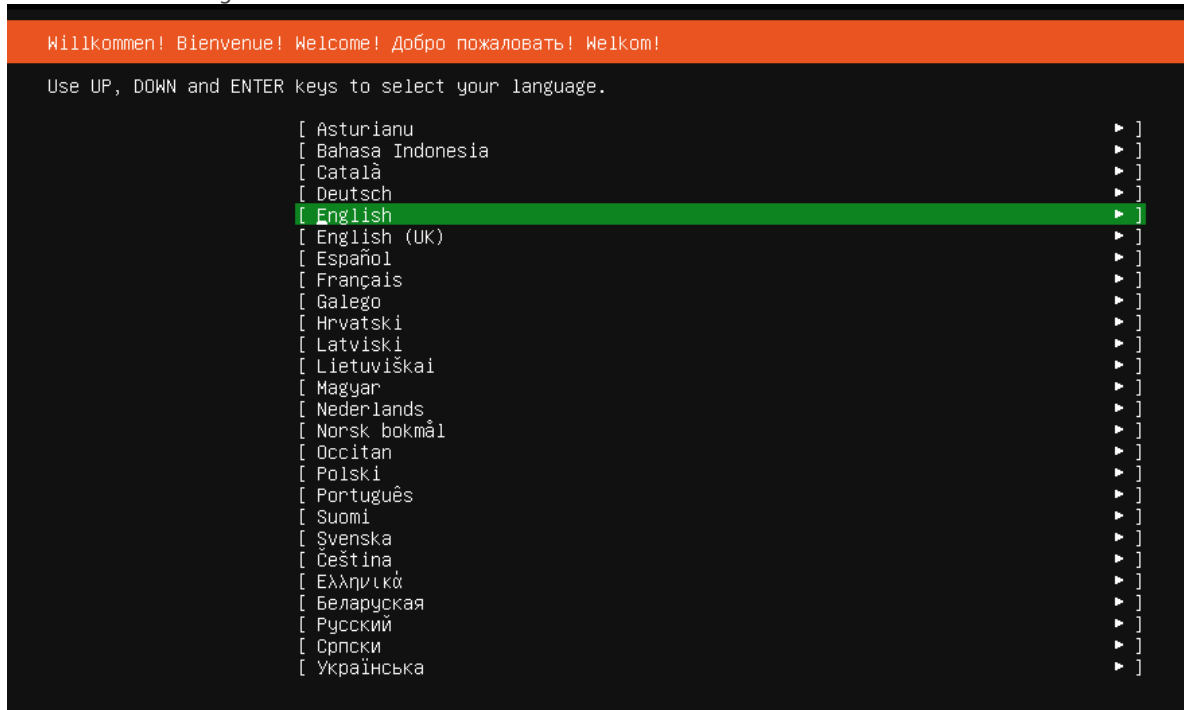 Willkommen! Bienvenue! Welcome! Добро пожаловать! Welkom!
Use UP, DOWN and ENTER keys to select your language.
[ Asturianu ► ]
[ Bahasa Indonesia ► ]
[ Català ► ]
[ Deutsch ► ]
[ English ► ]
[ English (UK) ► ]
[ Español ► ]
[ Français ► ]
[ Galego ► ]
[ Hrvatski ► ]
[ Latviski ► ]
[ Lietuviškai ► ]
[ Magyar ► ]
[ Nederlands ► ]
[ Norsk bokmål ► ]
[ Occitan ► ]
[ Polski ► ]
[ Português ► ]
[ Suomi ► ]
[ Svenska ► ]
[ Čeština ► ]
[ Ελληνικά ► ]
[ Беларуская ► ]
[ Русский ► ]
[ Српски ► ]
[ Українська ► ]